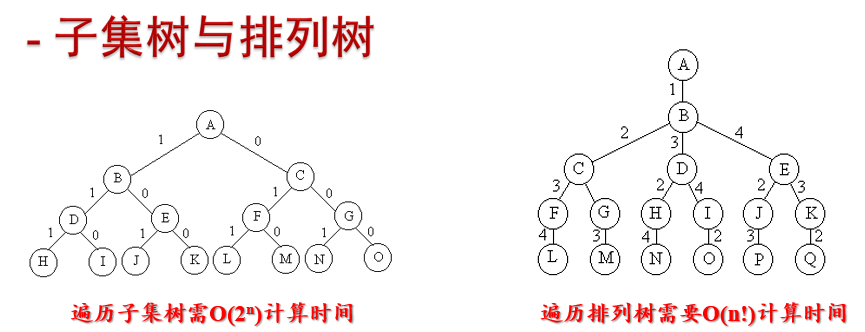 - 子集树与排列树
A
1 0
B C
1 0 1 0
D E F G
1 0 1 0 1 0 1 0
H I J K L M N O
遍历子集树需O(2ⁿ)计算时间
A
1
B
2 3 4
C D E
3 2 4 2 3
F G H I J K
4 3 4 2 3 2
L M N O P Q
遍历排列树需要O(n!)计算时间